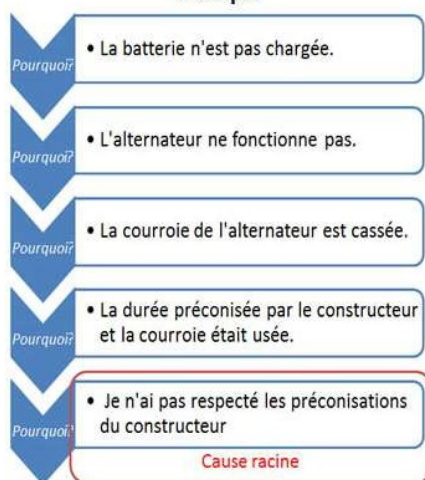 Pourquoi?
• La batterie n'est pas chargée.
Pourquoi?
• L'alternateur ne fonctionne pas.
Pourquoi?
• La courroie de l'alternateur est cassée.
Pourquoi?
• La durée préconisée par le constructeur
et la courroie était usée.
Pourquoi?
• Je n'ai pas respecté les préconisations
du constructeur
Cause racine